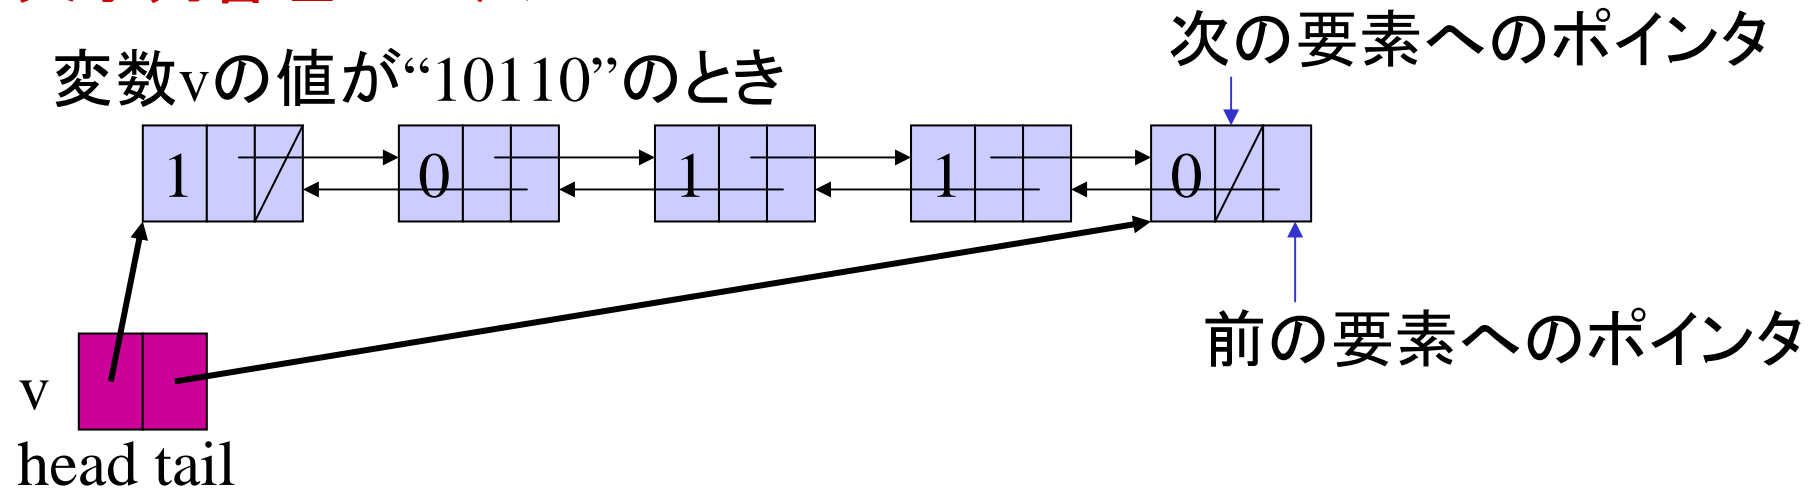 変数vの値が“10110”のとき
次の要素へのポインタ
1 0 1 1 0
前の要素へのポインタ
v
head tail